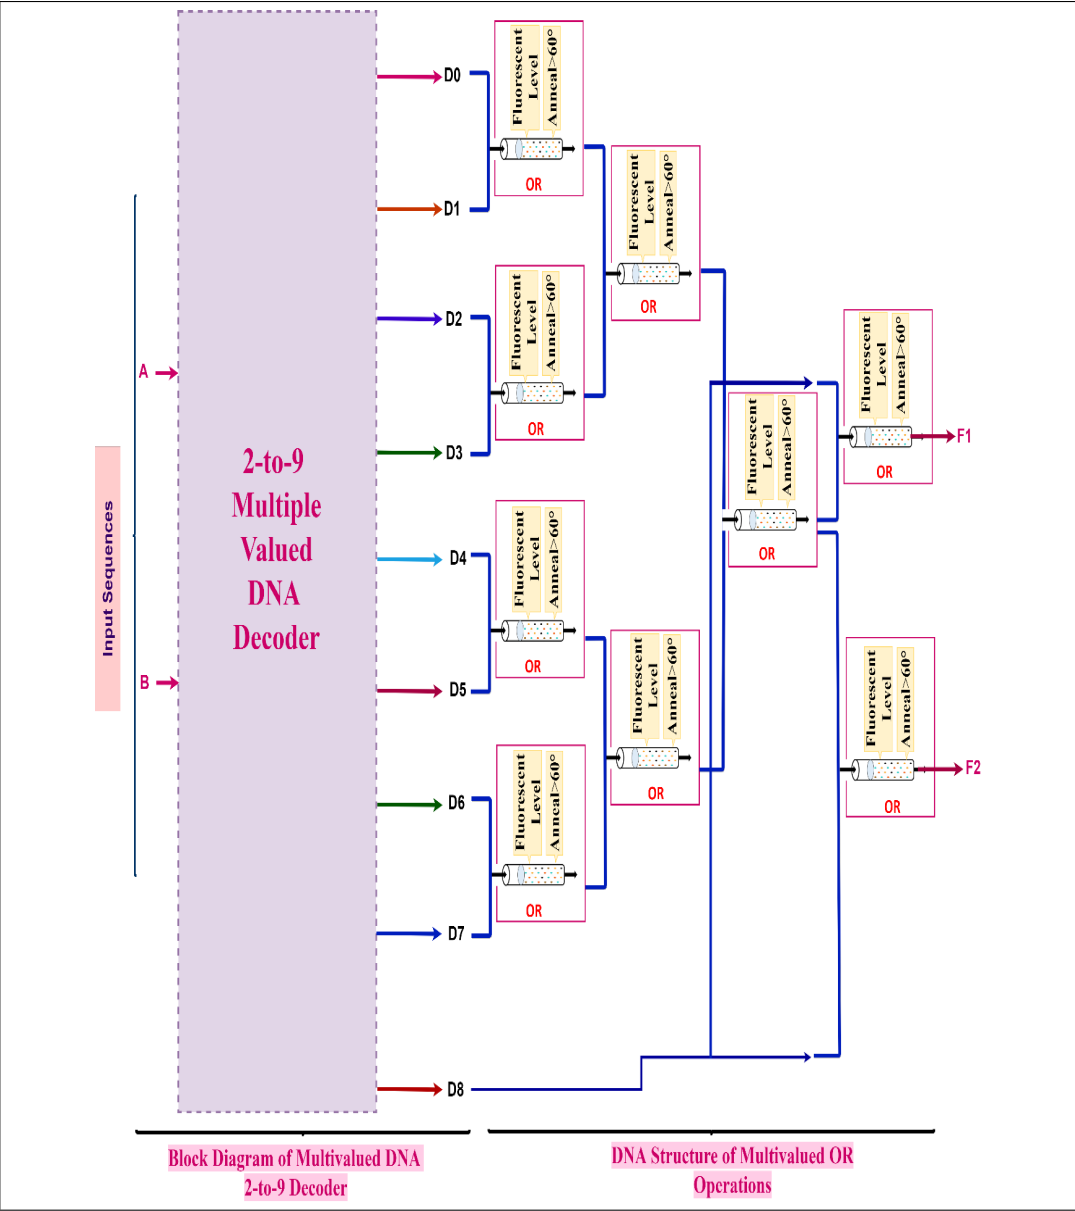 Input Sequences
A
B
2-to-9
Multiple
Valued
DNA
Decoder
D0
D1
D2
D3
D4
D5
D6
D7
D8
Fluorescent
Level
Anneal>60°
OR
Fluorescent
Level
Anneal>60°
OR
Fluorescent
Level
Anneal>60°
OR
Fluorescent
Level
Anneal>60°
OR
Fluorescent
Level
Anneal>60°
OR
Fluorescent
Level
Anneal>60°
OR
Fluorescent
Level
Anneal>60°
OR
Fluorescent
Level
Anneal>60°
OR
F1
Fluorescent
Level
Anneal>60°
OR
F2
Block Diagram of Multivalued DNA
2-to-9 Decoder
DNA Structure of Multivalued OR
Operations